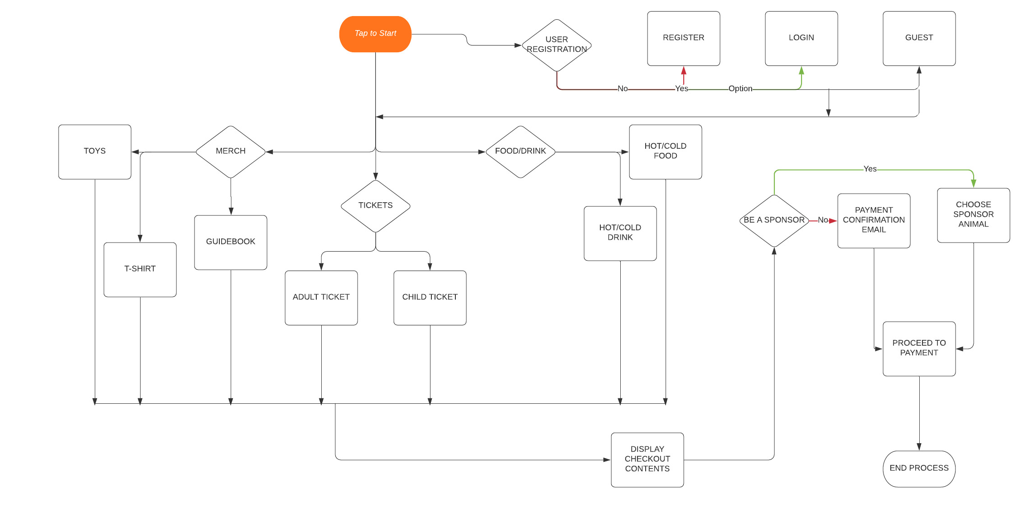 Tap to Start
USER
REGISTRATION
REGISTER
LOGIN
GUEST
No
Yes
Option
TOYS
MERCH
FOOD/DRINK
HOT/COLD
FOOD
TICKETS
GUIDEBOOK
T-SHIRT
HOT/COLD
DRINK
ADULT TICKET
CHILD TICKET
Yes
BE A SPONSOR
No
PAYMENT
CONFIRMATION
EMAIL
CHOOSE
SPONSOR
ANIMAL
PROCEED TO
PAYMENT
DISPLAY
CHECKOUT
CONTENTS
END PROCESS